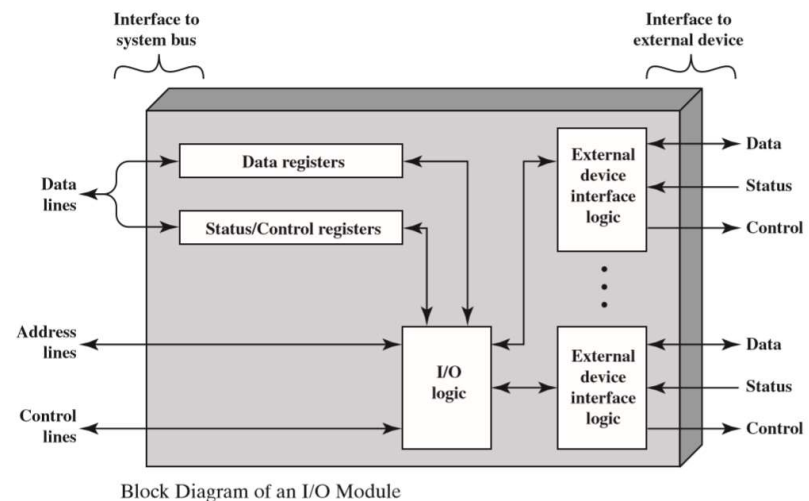 Interface to
system bus
Interface to
external device
Data registers
Data
lines
Status/Control registers
External
device
interface
logic
Data
Status
Control
Address
lines
I/O
logic
Control
lines
External
device
interface
logic
Data
Status
Control
Block Diagram of an I/O Module